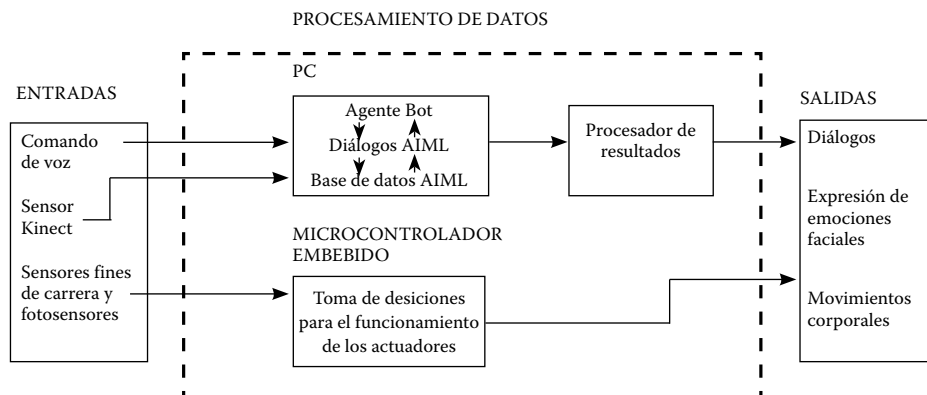 PROCESAMIENTO DE DATOS
PC
ENTRADAS
Comando
de voz
Sensor
Kinect
Sensores fines
de carrera y
fotosensores
Agente Bot
Diálogos AIML
Base de datos AIML
Procesador de
resultados
MICROCONTROLADOR
EMBEBIDO
Toma de desiciones
para el funcionamiento
de los actuadores
SALIDAS
Diálogos
Expresión de
emociones
faciales
Movimientos
corporales